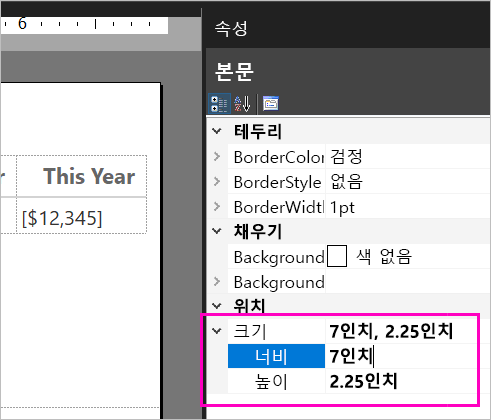 6
속성
본문
테두리
BorderColor 검정
BorderStyle 없음
BorderWidt 1pt
채우기
Background 색 없음
Background
위치
크기 7인치, 2.25인치
너비 7인치
높이 2.25인치
r This Year
[$12,345]